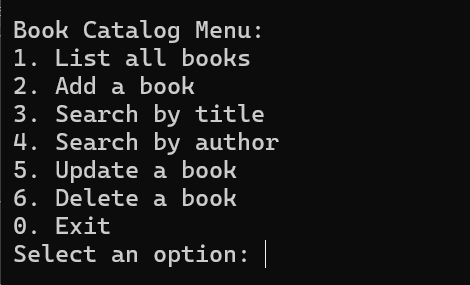 Book Catalog Menu:
1. List all books
2. Add a book
3. Search by title
4. Search by author
5. Update a book
6. Delete a book
0. Exit
Select an option: